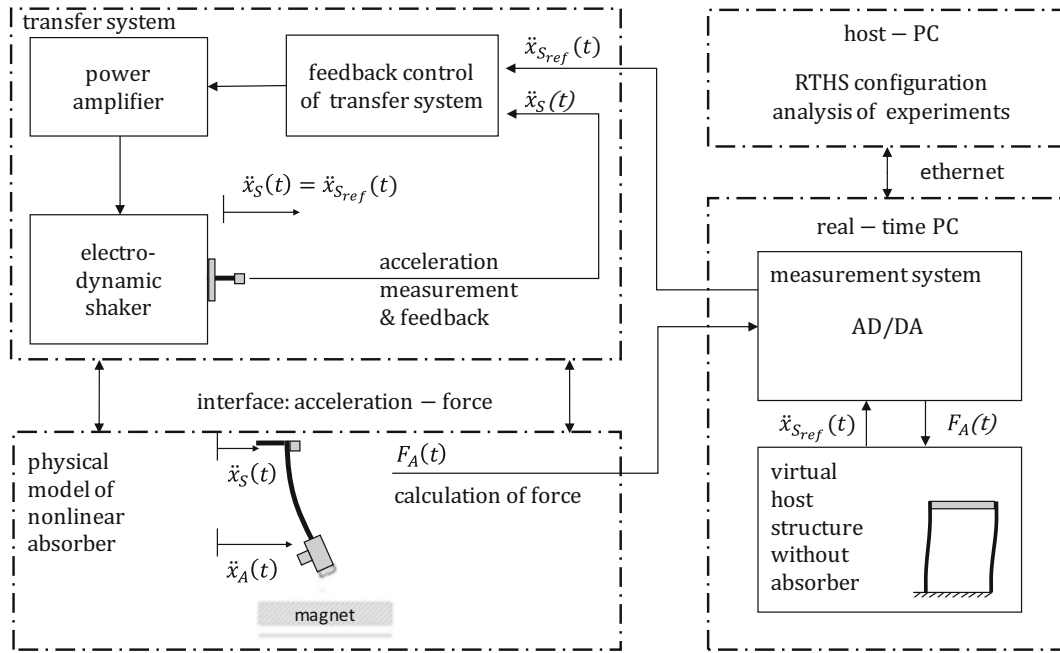 transfer system
power
amplifier
feedback control
of transfer system
ẍ_{S_{ref}}(t)
ẍ_S(t)
ẍ_S(t) = ẍ_{S_{ref}}(t)
electro-
dynamic
shaker
acceleration
measurement
& feedback
host – PC
RTHS configuration
analysis of experiments
ethernet
real – time PC
measurement system
AD/DA
ẍ_{S_{ref}}(t)
F_A(t)
virtual
host
structure
without
absorber
interface: acceleration – force
physical
model of
nonlinear
absorber
ẍ_S(t)
ẍ_A(t)
F_A(t)
calculation of force
magnet